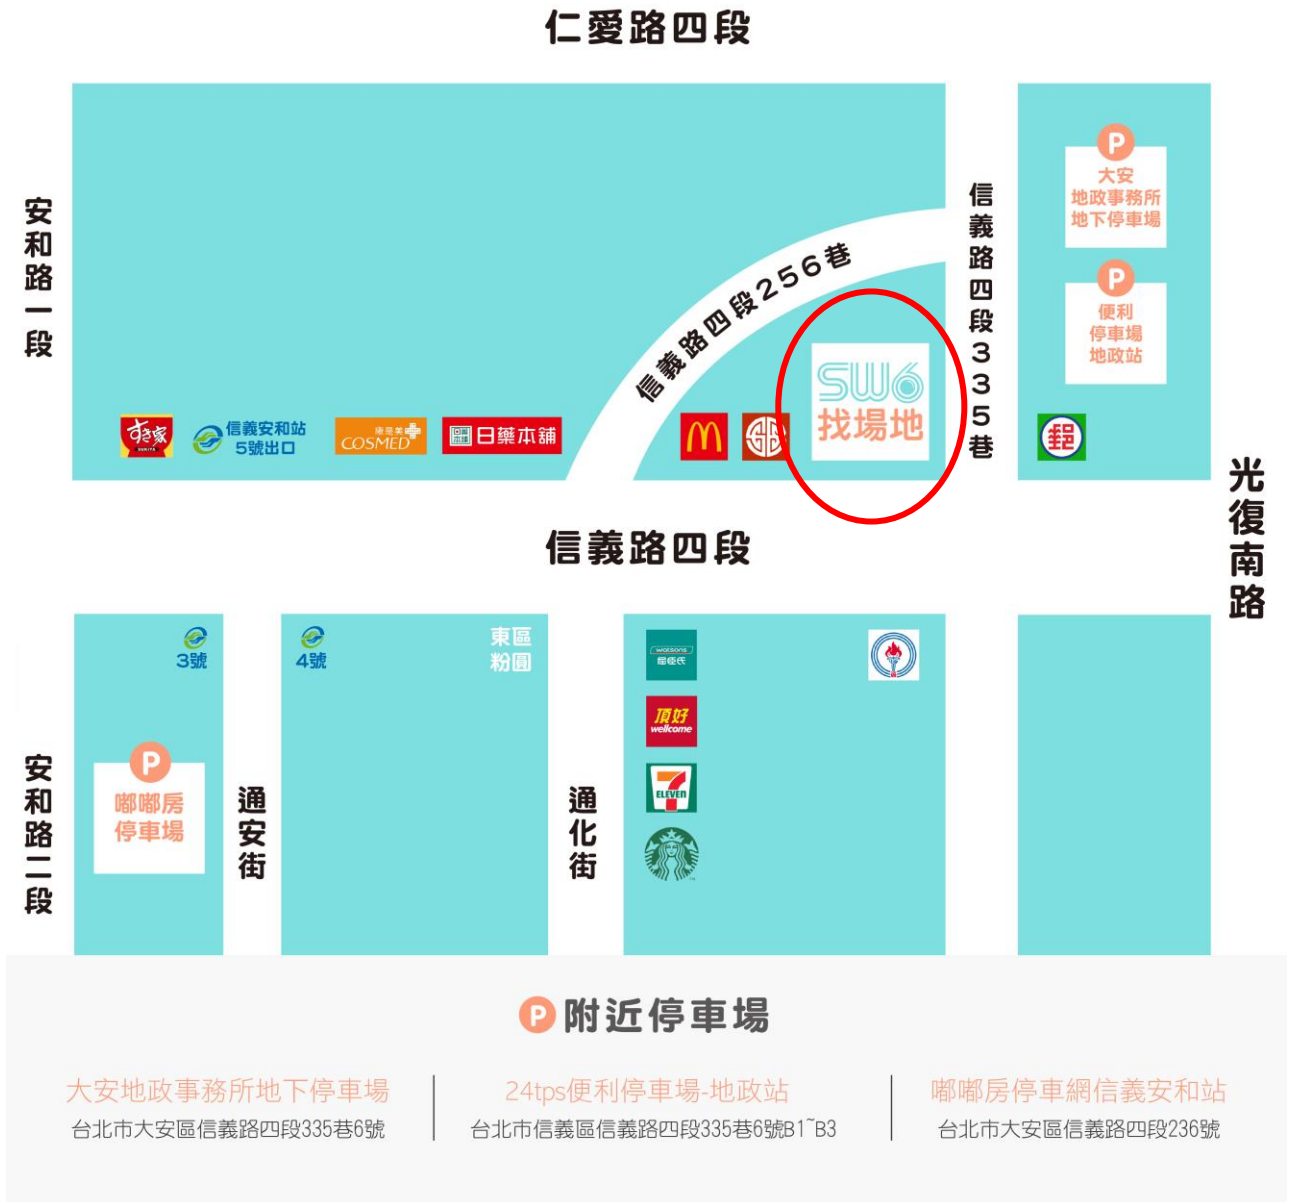 仁愛路四段
安和路一段
P
大安
地政事務所
地下停車場
P
便利
停車場
地政站
信義路四段335巷
信義路四段256巷
SW6
找場地
すき家
SUKIYA
信義安和站
5號出口
康是美
COSMED
日藥本舖
日藥本舖
郵
光復南路
信義路四段
3號
4號
東區
粉圓
watsons
屈臣氏
頂好
wellcome
7
ELEVEN
P
嘟嘟房
停車場
安和路二段
通安街
通化街
P附近停車場
大安地政事務所地下停車場
台北市大安區信義路四段335巷6號
24tps便利停車場-地政站
台北市信義區信義路四段335巷6號B1~B3
嘟嘟房停車網信義安和站
台北市大安區信義路四段236號